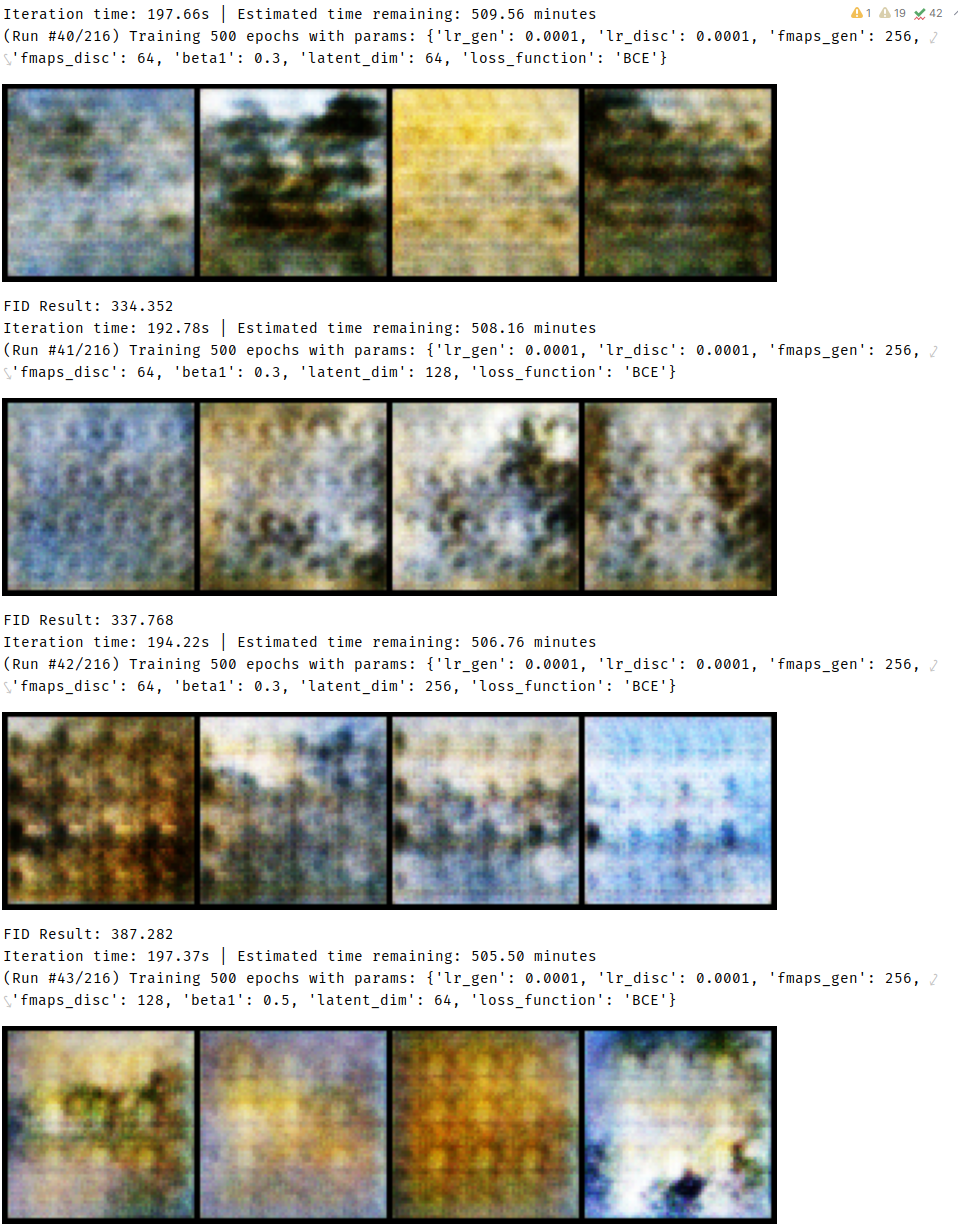 Iteration time: 197.66s | Estimated time remaining: 509.56 minutes
1 19 42
(Run #40/216) Training 500 epochs with params: {'lr_gen': 0.0001, 'lr_disc': 0.0001, 'fmaps_gen': 256,
'fmaps_disc': 64, 'beta1': 0.3, 'latent_dim': 64, 'loss_function': 'BCE'}
FID Result: 334.352
Iteration time: 192.78s | Estimated time remaining: 508.16 minutes
(Run #41/216) Training 500 epochs with params: {'lr_gen': 0.0001, 'lr_disc': 0.0001, 'fmaps_gen': 256,
'fmaps_disc': 64, 'beta1': 0.3, 'latent_dim': 128, 'loss_function': 'BCE'}
FID Result: 337.768
Iteration time: 194.22s | Estimated time remaining: 506.76 minutes
(Run #42/216) Training 500 epochs with params: {'lr_gen': 0.0001, 'lr_disc': 0.0001, 'fmaps_gen': 256,
'fmaps_disc': 64, 'beta1': 0.3, 'latent_dim': 256, 'loss_function': 'BCE'}
FID Result: 387.282
Iteration time: 197.37s | Estimated time remaining: 505.50 minutes
(Run #43/216) Training 500 epochs with params: {'lr_gen': 0.0001, 'lr_disc': 0.0001, 'fmaps_gen': 256,
'fmaps_disc': 128, 'beta1': 0.5, 'latent_dim': 64, 'loss_function': 'BCE'}